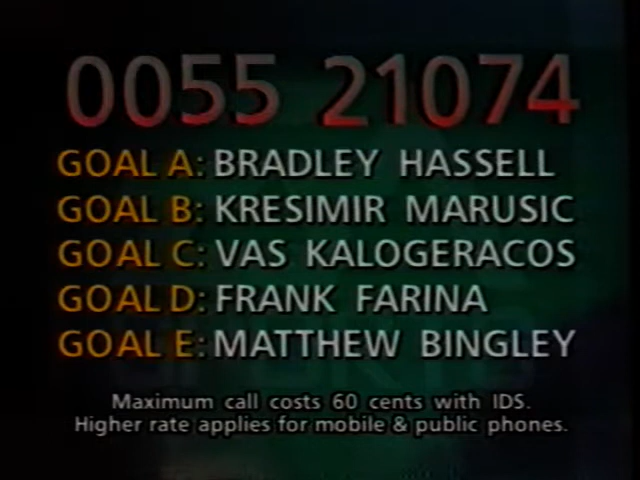 0055 21074
GOAL A: BRADLEY HASSELL
GOAL B: KRESIMIR MARUSIC
GOAL C: VAS KALOGERACOS
GOAL D: FRANK FARINA
GOAL E: MATTHEW BINGLEY
Maximum call costs 60 cents with IDS.
Higher rate applies for mobile & public phones.